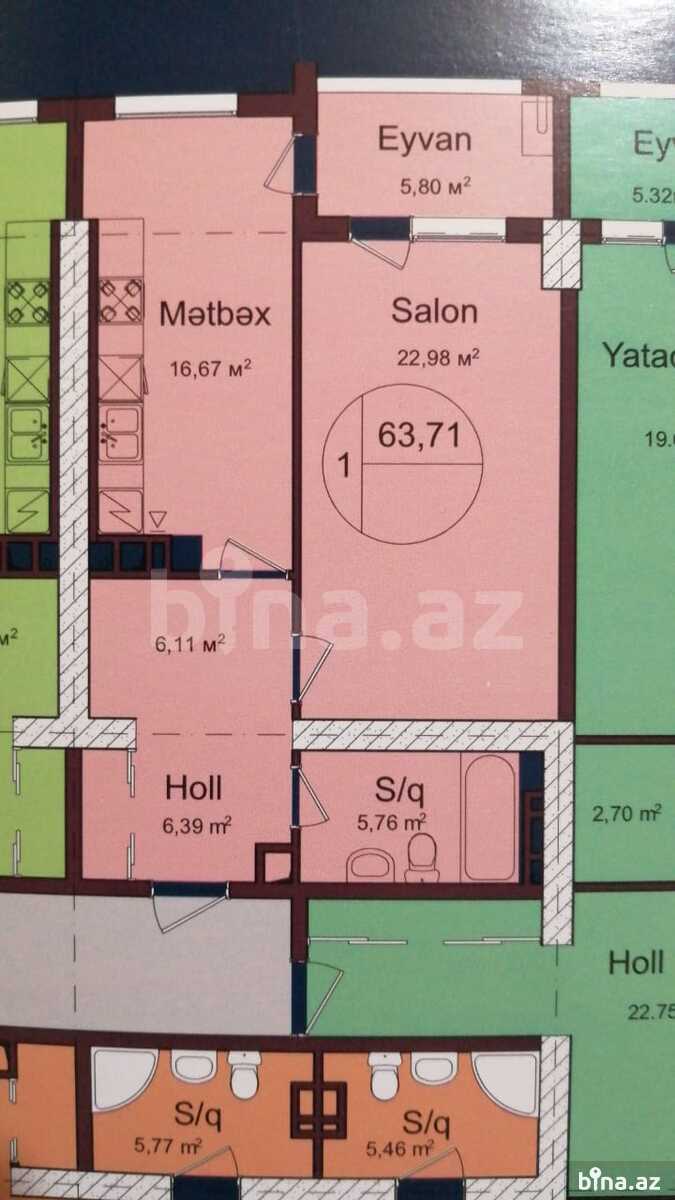 Eyvan
5,80 м²
Ey
5.32
Mətbəx
16,67 м²
Salon
22,98 м²
63,71
1
Yata
19.
bina.az
6,11 м²
м²
Holl
6,39 m²
S/q
5,76 m²
2,70 m²
Holl
22.75
S/q
5,77 m²
S/q
5,46 m²
bina.az